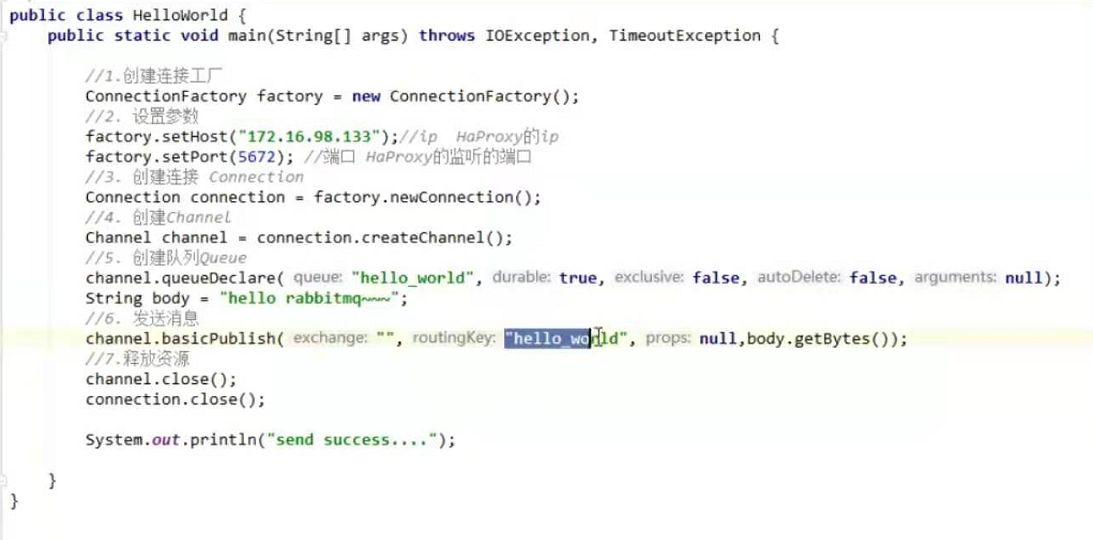 public class HelloWorld {
public static void main(String[] args) throws IOException, TimeoutException {
//1.创建连接工厂
ConnectionFactory factory = new ConnectionFactory();
//2. 设置参数
factory.setHost("172.16.98.133");//ip  HaProxy的ip
factory.setPort(5672); //端口 HaProxy的监听的端口
//3. 创建连接 Connection
Connection connection = factory.newConnection();
//4. 创建Channel
Channel channel = connection.createChannel();
//5. 创建队列Queue
channel.queueDeclare( queue: "hello_world", durable: true, exclusive: false, autoDelete: false, arguments: null);
String body = "hello rabbitmq~~~";
//6. 发送消息
channel.basicPublish( exchange: "", routingKey: "hello_world", props: null,body.getBytes());
//7.释放资源
channel.close();
connection.close();
System.out.println("send success....");
}
}